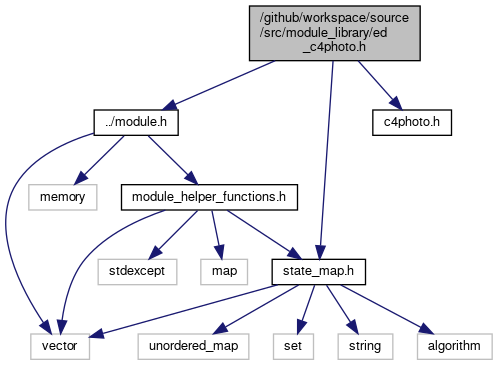 /github/workspace/source
/src/module_library/ed
_c4photo.h
../module.h
c4photo.h
memory
module_helper_functions.h
stdexcept
map
state_map.h
vector
unordered_map
set
string
algorithm